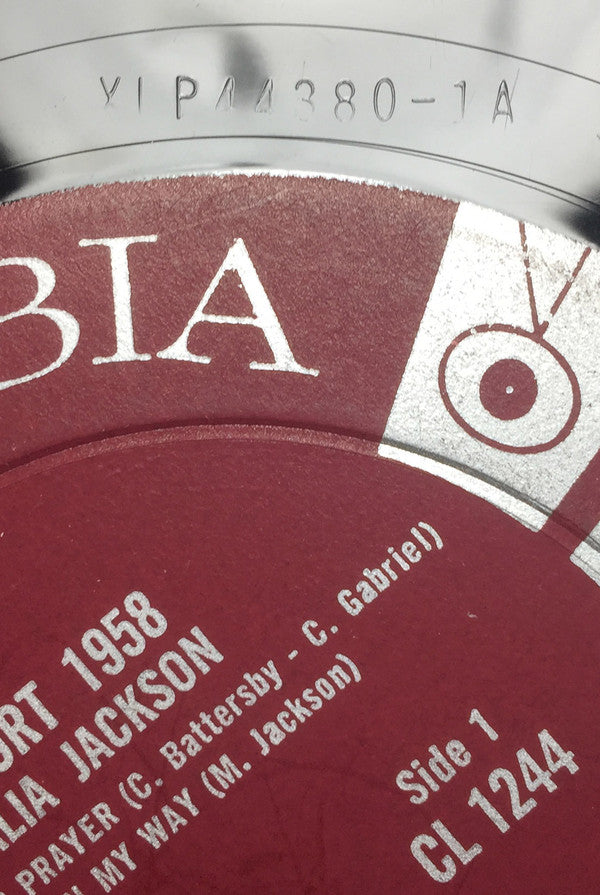 XLP44380-1A
BIA
ORT 1958
LIA JACKSON
PRAYER (C. Battersby - C. Gabriel)
MY WAY (M. Jackson)
Side 1
CL 1244